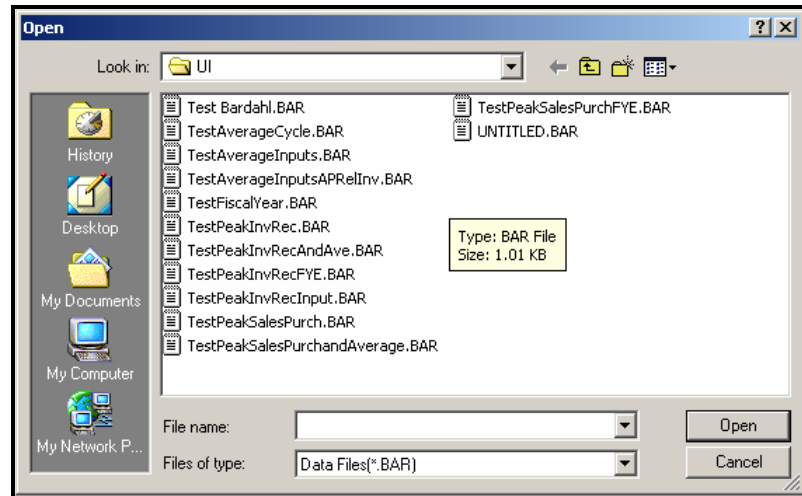 Open
Look in: UI
History
Desktop
My Documents
My Computer
My Network P...
Test Bardahl.BAR
TestAverageCycle.BAR
TestAverageInputs.BAR
TestAverageInputsAPRelInv.BAR
TestFiscalYear.BAR
TestPeakInvRec.BAR
TestPeakInvRecAndAve.BAR
TestPeakInvRecFYE.BAR
TestPeakInvRecInput.BAR
TestPeakSalesPurch.BAR
TestPeakSalesPurchandAverage.BAR
TestPeakSalesPurchFYE.BAR
UNTITLED.BAR
Type: BAR File
Size: 1.01 KB
File name:
Open
Files of type: Data Files(*.BAR)
Cancel